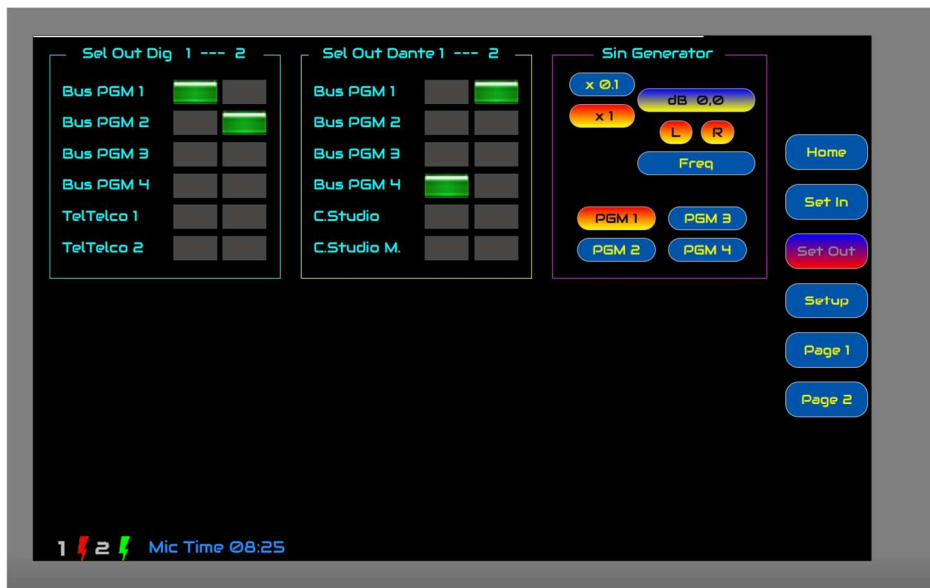 Sel Out Dig 1 --- 2
Bus PGM 1
Bus PGM 2
Bus PGM 3
Bus PGM 4
TelTelco 1
TelTelco 2
Sel Out Dante 1 --- 2
Bus PGM 1
Bus PGM 2
Bus PGM 3
Bus PGM 4
C.Studio
C.Studio M.
Sin Generator
x 0.1
dB 0,0
x 1
L R
Freq
PGM 1 PGM 3
PGM 2 PGM 4
Home
Set In
Set Out
Setup
Page 1
Page 2
1 2 Mic Time 08:25